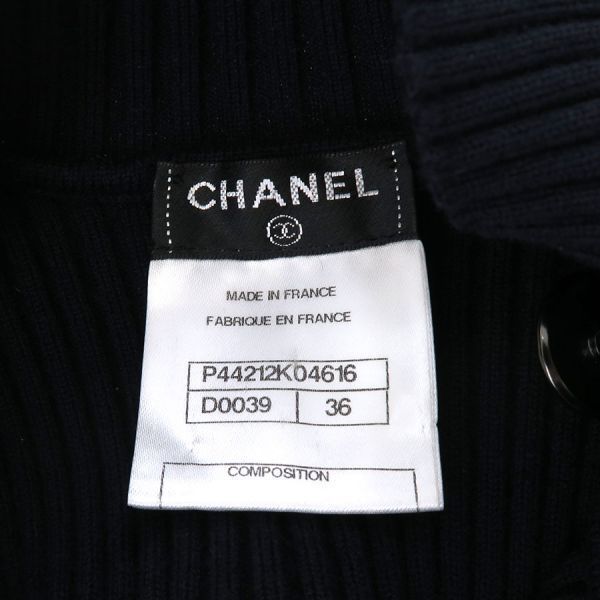 CHANEL
MADE IN FRANCE
FABRIQUE EN FRANCE
P44212K04616
D0039 36
COMPOSITION